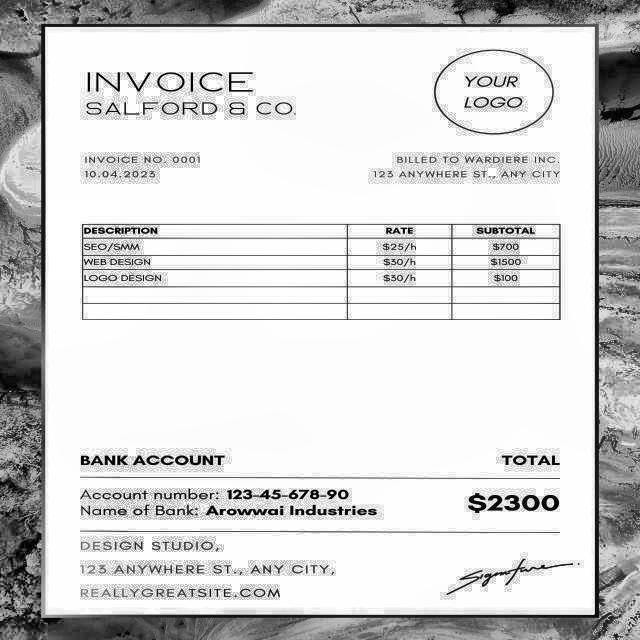 INVOICE
SALFORD & CO.
YOUR
LOGO
INVOICE NO. 0001
10.04.2023
BILLED TO WARDIERE INC.
123 ANYWHERE ST., ANY CITY
DESCRIPTION RATE SUBTOTAL
SEO/SMM $25/h $700
WEB DESIGN $30/h $1500
LOGO DESIGN $30/h $100
BANK ACCOUNT TOTAL
Account number: 123-45-678-90
Name of Bank: Arowwai Industries
$2300
DESIGN STUDIO,
123 ANYWHERE ST., ANY CITY,
REALLYGREATSITE.COM
Signature